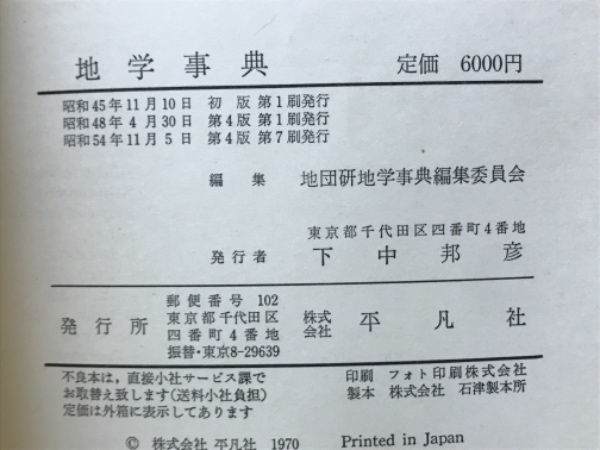 地学事典 定価 6000円
昭和45年11月10日 初版 第1刷発行
昭和48年4月30日 第4版 第1刷発行
昭和54年11月5日 第4版 第7刷発行
編集 地団研地学事典編集委員会
東京都千代田区四番町4番地
発行者 下中邦彦
発行所
郵便番号 102
東京都千代田区
四番町4番地
振替・東京8-29639
株式会社 平凡社
不良本は,直接小社サービス課で
お取替え致します(送料小社負担)
定価は外箱に表示してあります
印刷 フォト印刷株式会社
製本 株式会社 石津製本所
© 株式会社 平凡社 1970 Printed in Japan